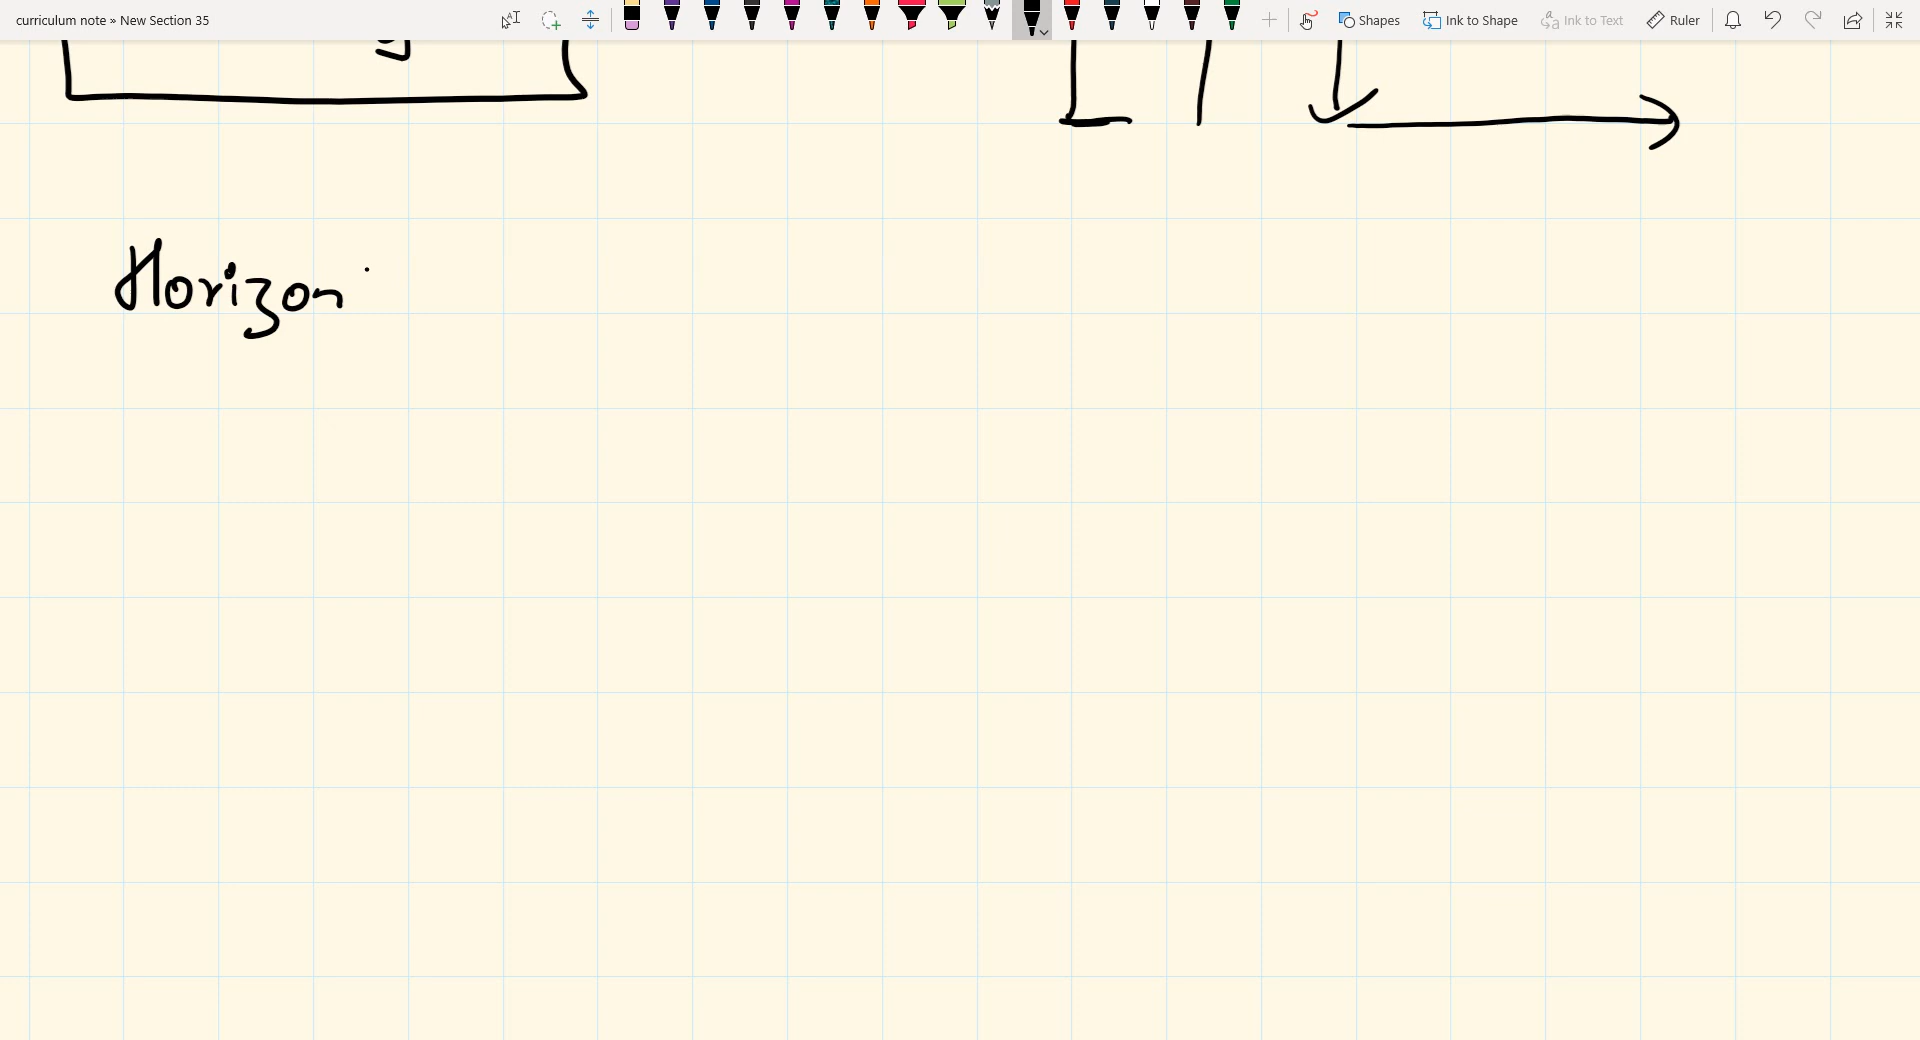 curriculum note » New Section 35
Shapes
Ink to Shape
Ink to Text
Ruler
Horizon